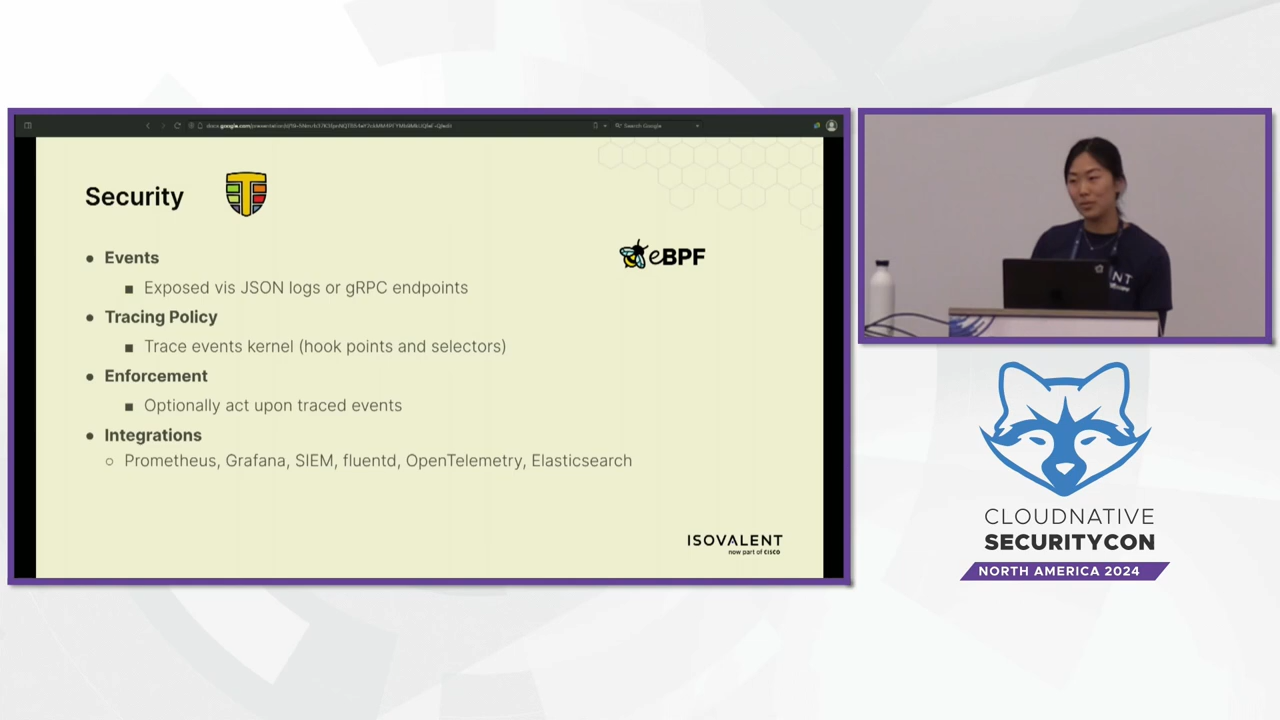 Search Google
Security
eBPF
Events
Exposed vis JSON logs or gRPC endpoints
Tracing Policy
Trace events kernel (hook points and selectors)
Enforcement
Optionally act upon traced events
Integrations
Prometheus, Grafana, SIEM, fluentd, OpenTelemetry, Elasticsearch
ISOVALENT
now part of CISCO
CLOUDNATIVE
SECURITYCON
NORTH AMERICA 2024